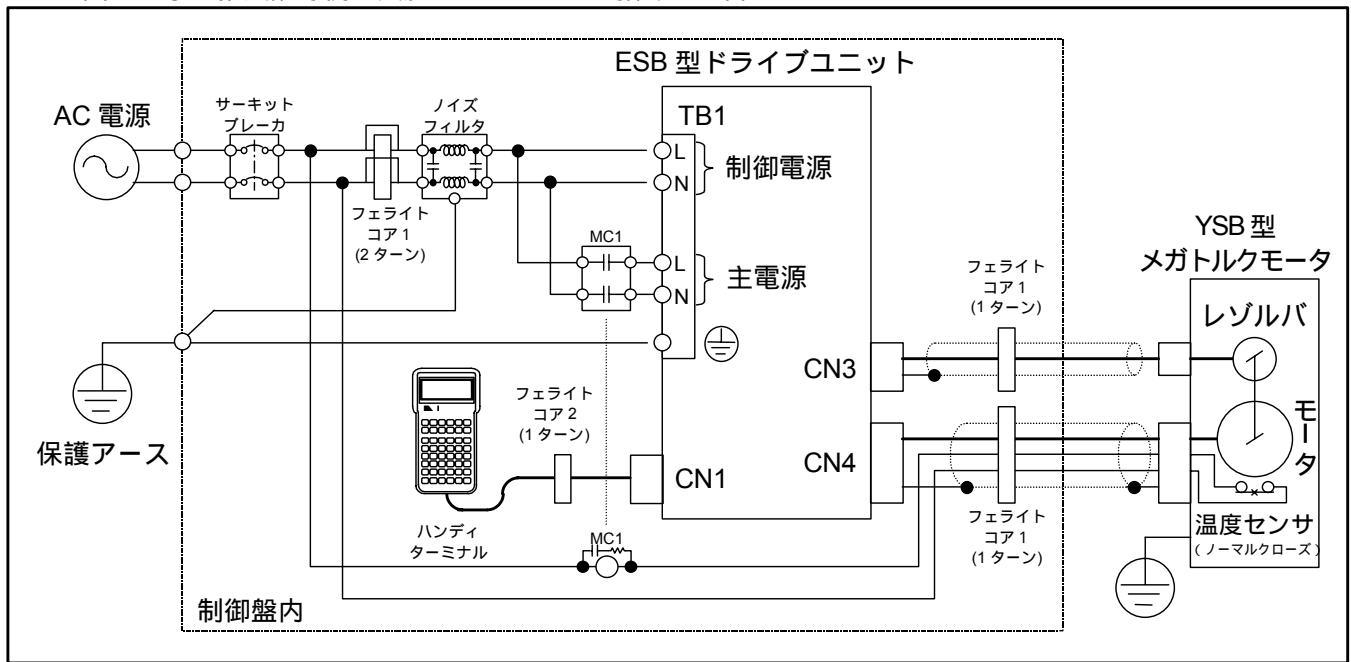 ESB 型ドライブユニット
AC 電源
サーキット
ブレーカ
ノイズ
フィルタ
TB1
L
N
制御電源
フェライト
コア 1
(2 ターン)
MC1
L
N
主電源
YSB 型
メガトルクモータ
フェライト
コア 1
(1 ターン)
レゾルバ
CN3
保護アース
フェライト
コア 2
(1 ターン)
CN1
CN4
モータ
ハンディ
ターミナル
MC1
フェライト
コア 1
(1 ターン)
温度センサ
(ノーマルクローズ)
制御盤内